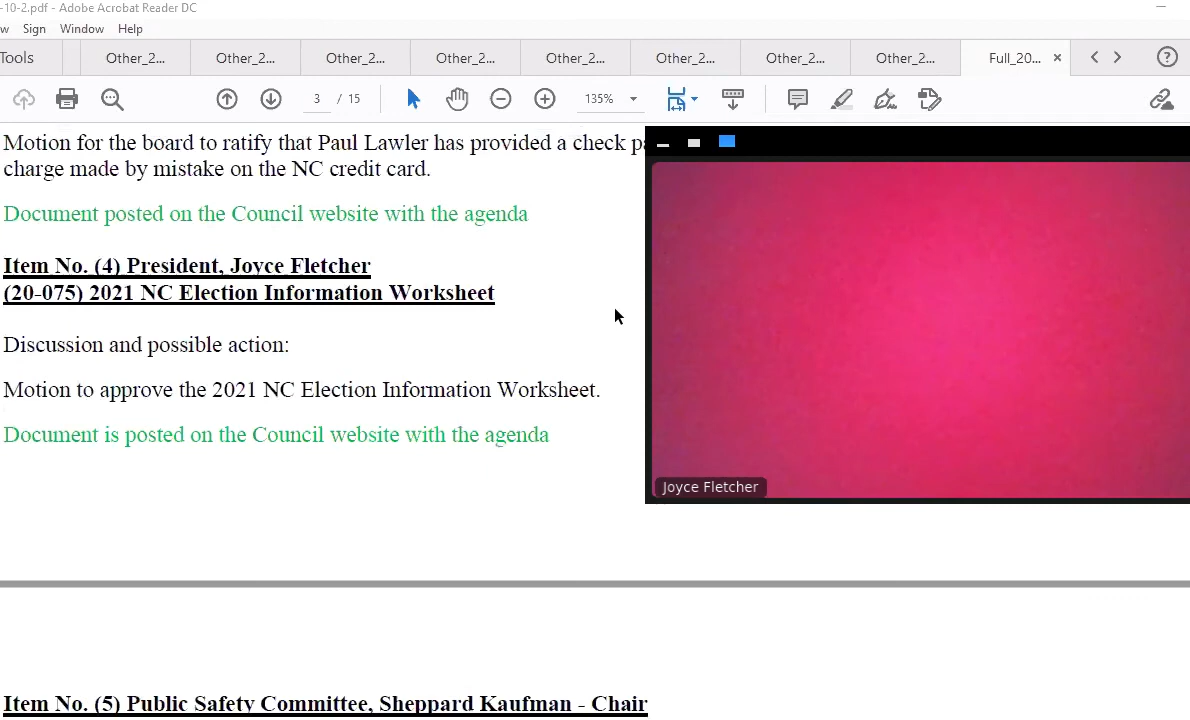 -10-2.pdf - Adobe Acrobat Reader DC
w Sign Window Help
Tools Other_2... Other_2... Other_2... Other_2... Other_2... Other_2... Other_2... Other_2... Full_20... ×
3 / 15 135%
Motion for the board to ratify that Paul Lawler has provided a check
charge made by mistake on the NC credit card.
Document posted on the Council website with the agenda
Item No. (4) President, Joyce Fletcher
(20-075) 2021 NC Election Information Worksheet
Discussion and possible action:
Motion to approve the 2021 NC Election Information Worksheet.
Document is posted on the Council website with the agenda
Joyce Fletcher
Item No. (5) Public Safety Committee, Sheppard Kaufman - Chair